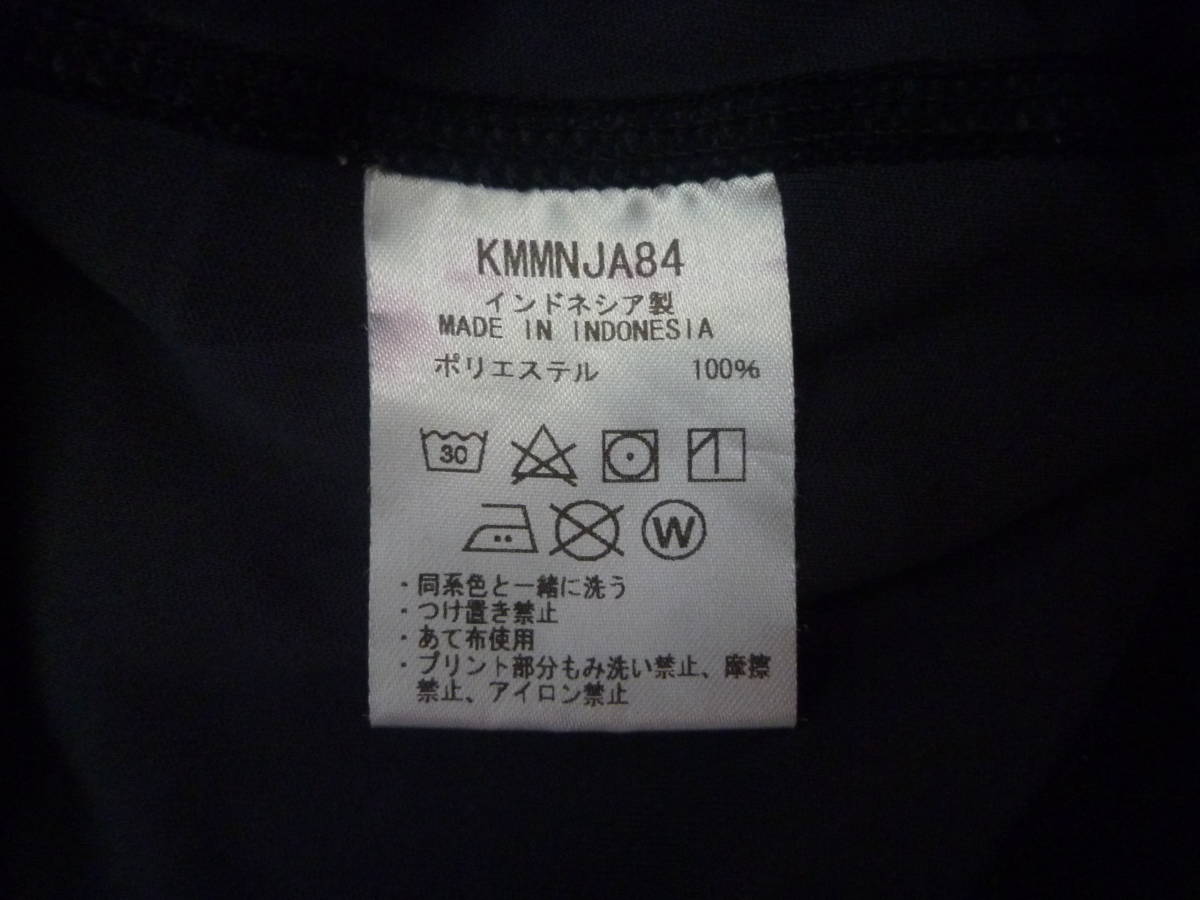 KMMNJA84
インドネシア製
MADE IN INDONESIA
ポリエステル 100%
30
W
・同系色と一緒に洗う
・つけ置き禁止
・あて布使用
・プリント部分もみ洗い禁止、摩擦
禁止、アイロン禁止